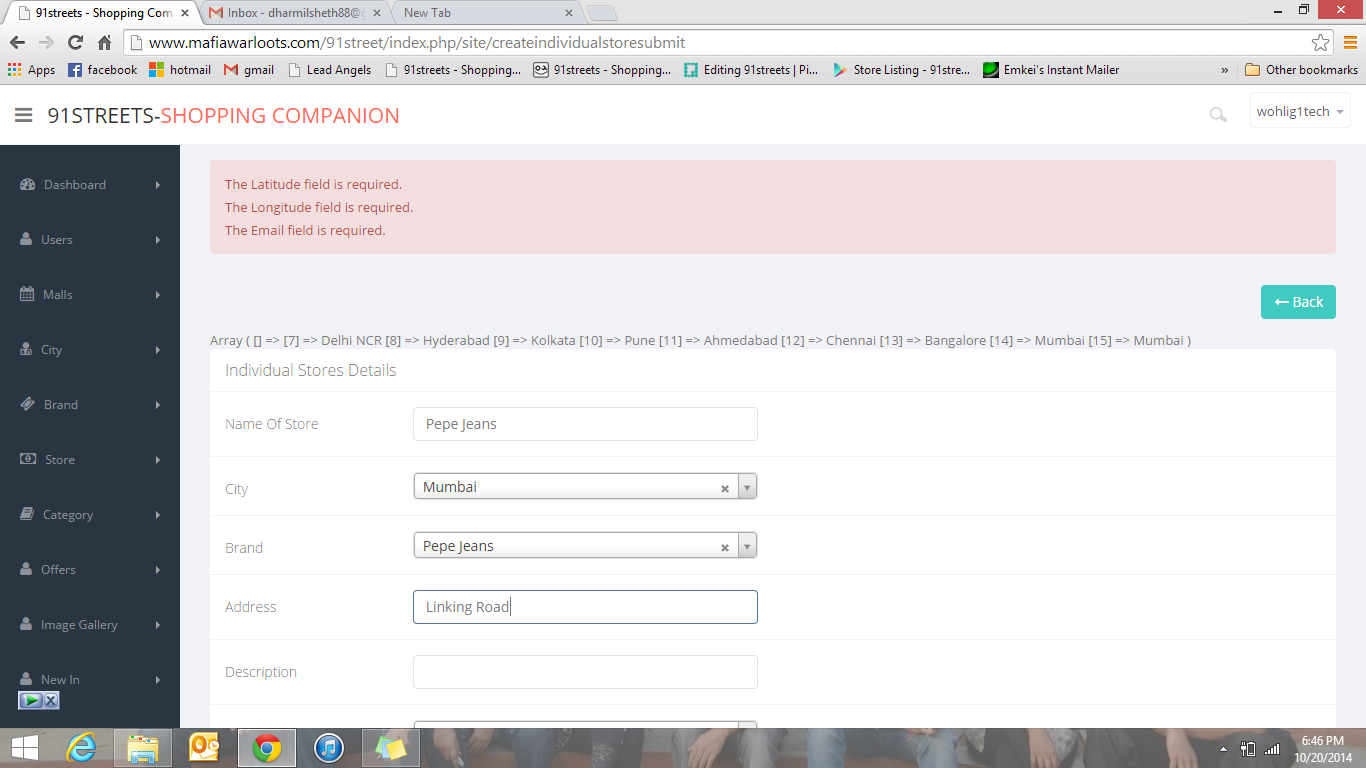 91streets - Shopping Com
Inbox - dharmilsheth88@g
New Tab
www.mafiawarloots.com/91street/index.php/site/createindividualstoresubmit
Apps facebook hotmail gmail Lead Angels 91streets - Shopping... 91streets - Shopping... Editing 91streets | Pi... Store Listing - 91stre... Emkei's Instant Mailer » Other bookmarks
91STREETS-SHOPPING COMPANION
wohlig1tech
The Latitude field is required.
The Longitude field is required.
The Email field is required.
Back
Array ( [] => [7] => Delhi NCR [8] => Hyderabad [9] => Kolkata [10] => Pune [11] => Ahmedabad [12] => Chennai [13] => Bangalore [14] => Mumbai [15] => Mumbai )
Dashboard
Users
Malls
City
Brand
Store
Category
Offers
Image Gallery
New In
Individual Stores Details
Name Of Store Pepe Jeans
City Mumbai
Brand Pepe Jeans
Address Linking Road
Description
6:46 PM
10/20/2014